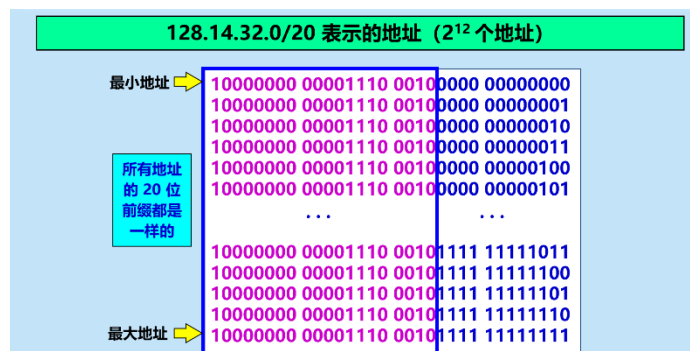 128.14.32.0/20 表示的地址（2¹² 个地址）
最小地址
10000000 00001110 00100000 00000000
10000000 00001110 00100000 00000001
10000000 00001110 00100000 00000010
10000000 00001110 00100000 00000011
10000000 00001110 00100000 00000100
10000000 00001110 00100000 00000101
所有地址
的 20 位
前缀都是
一样的
··· ···
10000000 00001110 00101111 11111011
10000000 00001110 00101111 11111100
10000000 00001110 00101111 11111101
10000000 00001110 00101111 11111110
最大地址
10000000 00001110 00101111 11111111